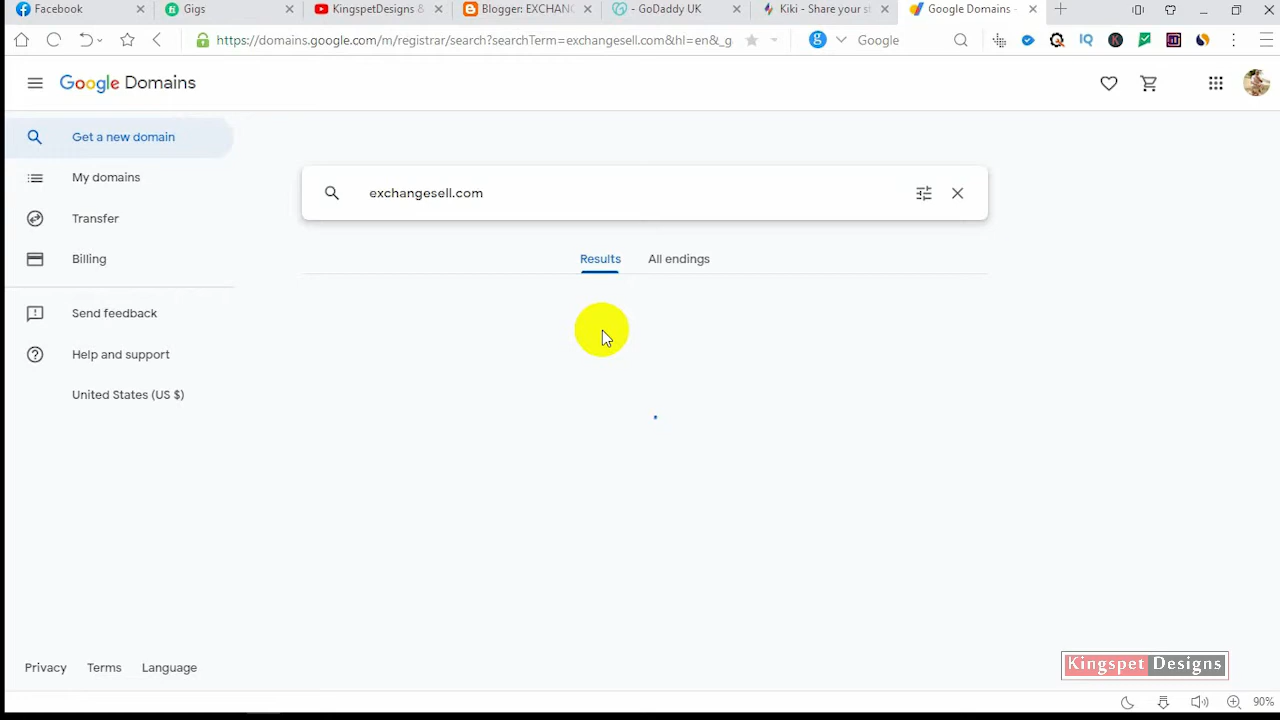 Facebook
Gigs
KingspetDesigns &
Blogger: EXCHAN
- GoDaddy UK
Kiki - Share your s
Google Domains -
https://domains.google.com/m/registrar/search?searchTerm=exchangesell.com&hl=en&_g
Google
Google Domains
Get a new domain
My domains
Transfer
Billing
Send feedback
Help and support
United States (US $)
exchangesell.com
Results
All endings
Privacy
Terms
Language
Kingspet Designs
90%